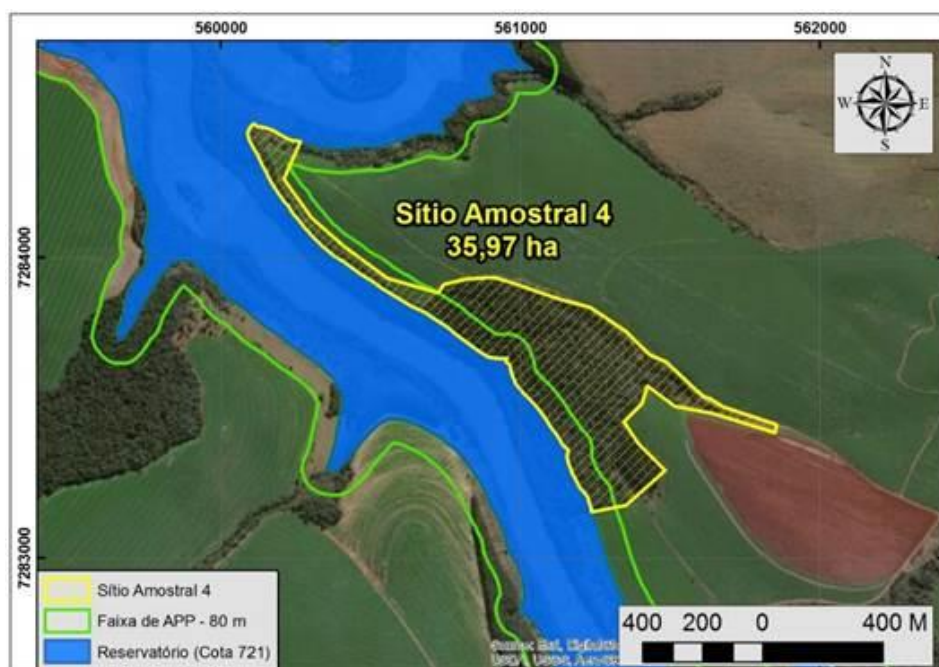 560000 561000 562000
N
W E
S
Sítio Amostral 4
35,97 ha
7284000
7283000
Sítio Amostral 4
Faixa de APP - 80 m
Reservatório (Cota 721)
400 200 0 400 M